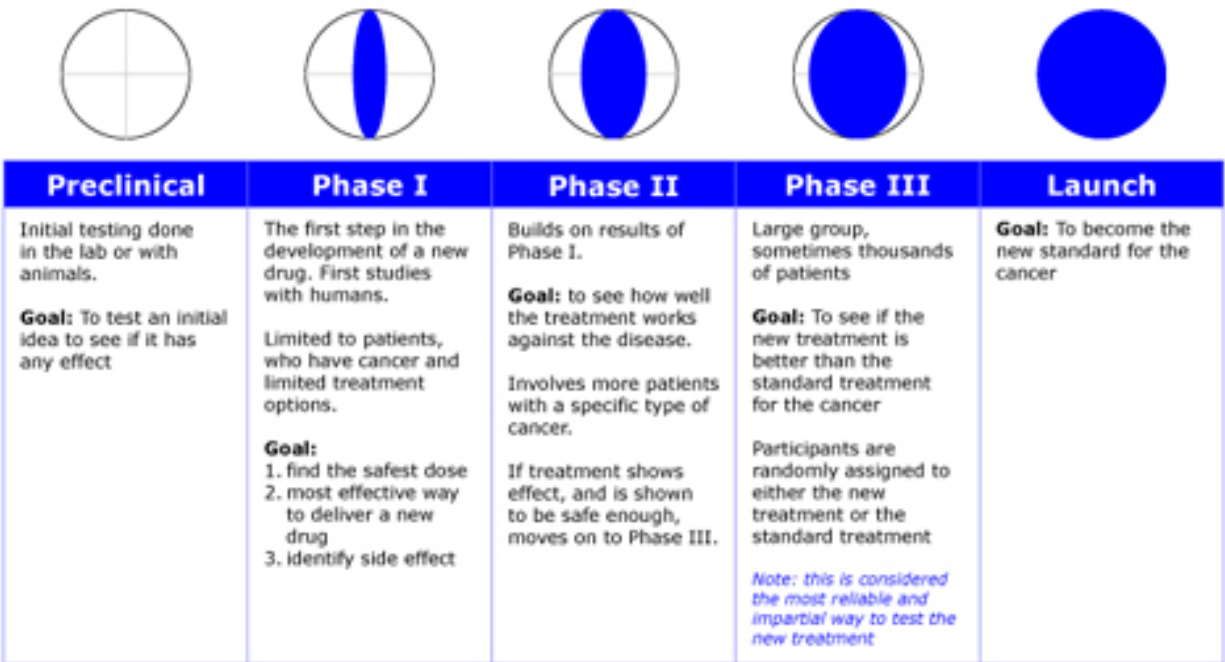 Preclinical
Initial testing done
in the lab or with
animals.
Goal: To test an initial
idea to see if it has
any effect
Phase I
The first step in the
development of a new
drug. First studies
with humans.
Limited to patients,
who have cancer and
limited treatment
options.
Goal:
1. find the safest dose
2. most effective way
to deliver a new
drug
3. identify side effect
Phase II
Builds on results of
Phase I.
Goal: to see how well
the treatment works
against the disease.
Involves more patients
with a specific type of
cancer.
If treatment shows
effect, and is shown
to be safe enough,
moves on to Phase III.
Phase III
Large group,
sometimes thousands
of patients
Goal: To see if the
new treatment is
better than the
standard treatment
for the cancer
Participants are
randomly assigned to
either the new
treatment or the
standard treatment
Note: this is considered
the most reliable and
impartial way to test the
new treatment
Launch
Goal: To become the
new standard for the
cancer